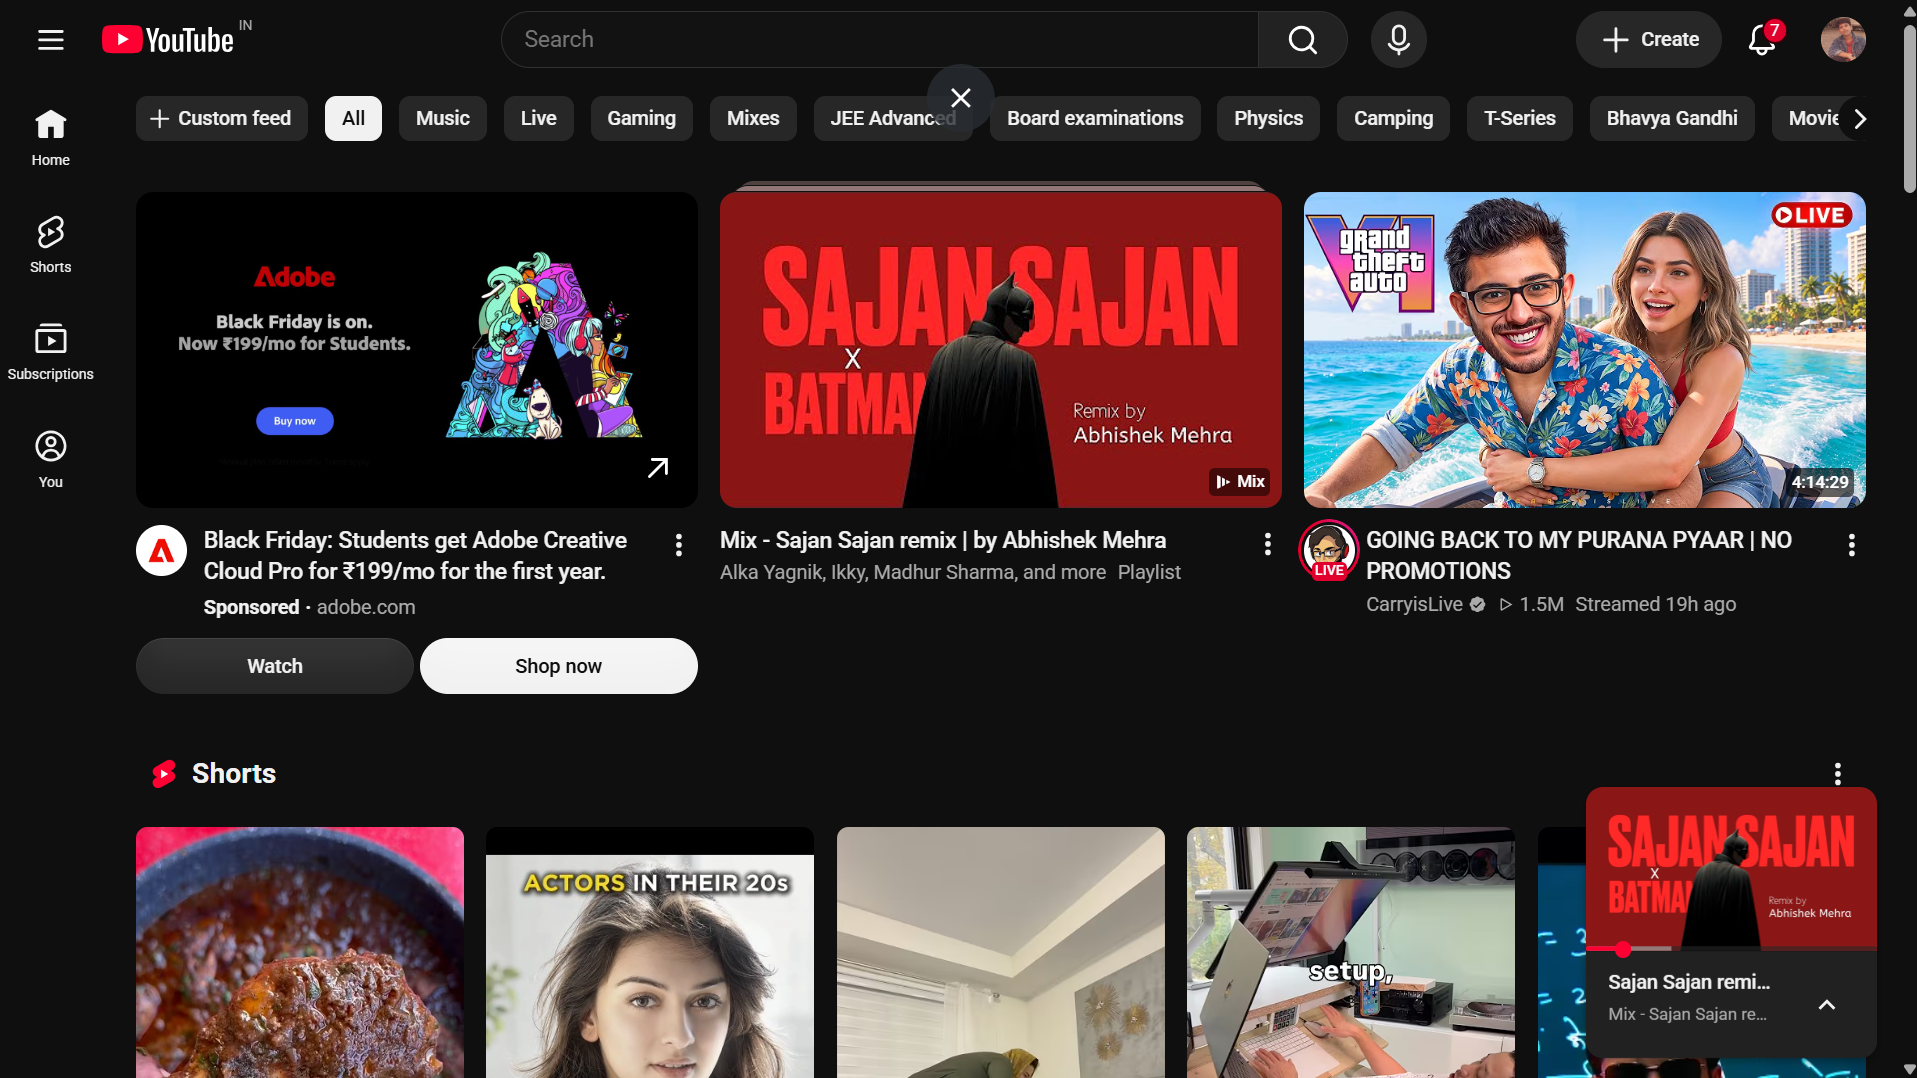 YouTube IN
Search
Create
7
Custom feed
All
Music
Live
Gaming
Mixes
JEE Advanced
Board examinations
Physics
Camping
T-Series
Bhavya Gandhi
Movie
Home
Shorts
Subscriptions
You
Adobe
Black Friday is on.
Now ₹199/mo for Students.
Buy now
SAJAN SAJAN
X
BATMAN
Remix by
Abhishek Mehra
Mix
grand
theft
auto
VI
LIVE
CARRYISLIVE
4:14:29
Black Friday: Students get Adobe Creative
Cloud Pro for ₹199/mo for the first year.
Sponsored · adobe.com
Watch
Shop now
Mix - Sajan Sajan remix | by Abhishek Mehra
Alka Yagnik, Ikky, Madhur Sharma, and more Playlist
LIVE
GOING BACK TO MY PURANA PYAAR | NO
PROMOTIONS
CarryisLive 1.5M Streamed 19h ago
Shorts
ACTORS IN THEIR 20s
setup,
SAJAN SAJAN
X
BATMAN
Remix by
Abhishek Mehra
Sajan Sajan remi...
Mix - Sajan Sajan re...